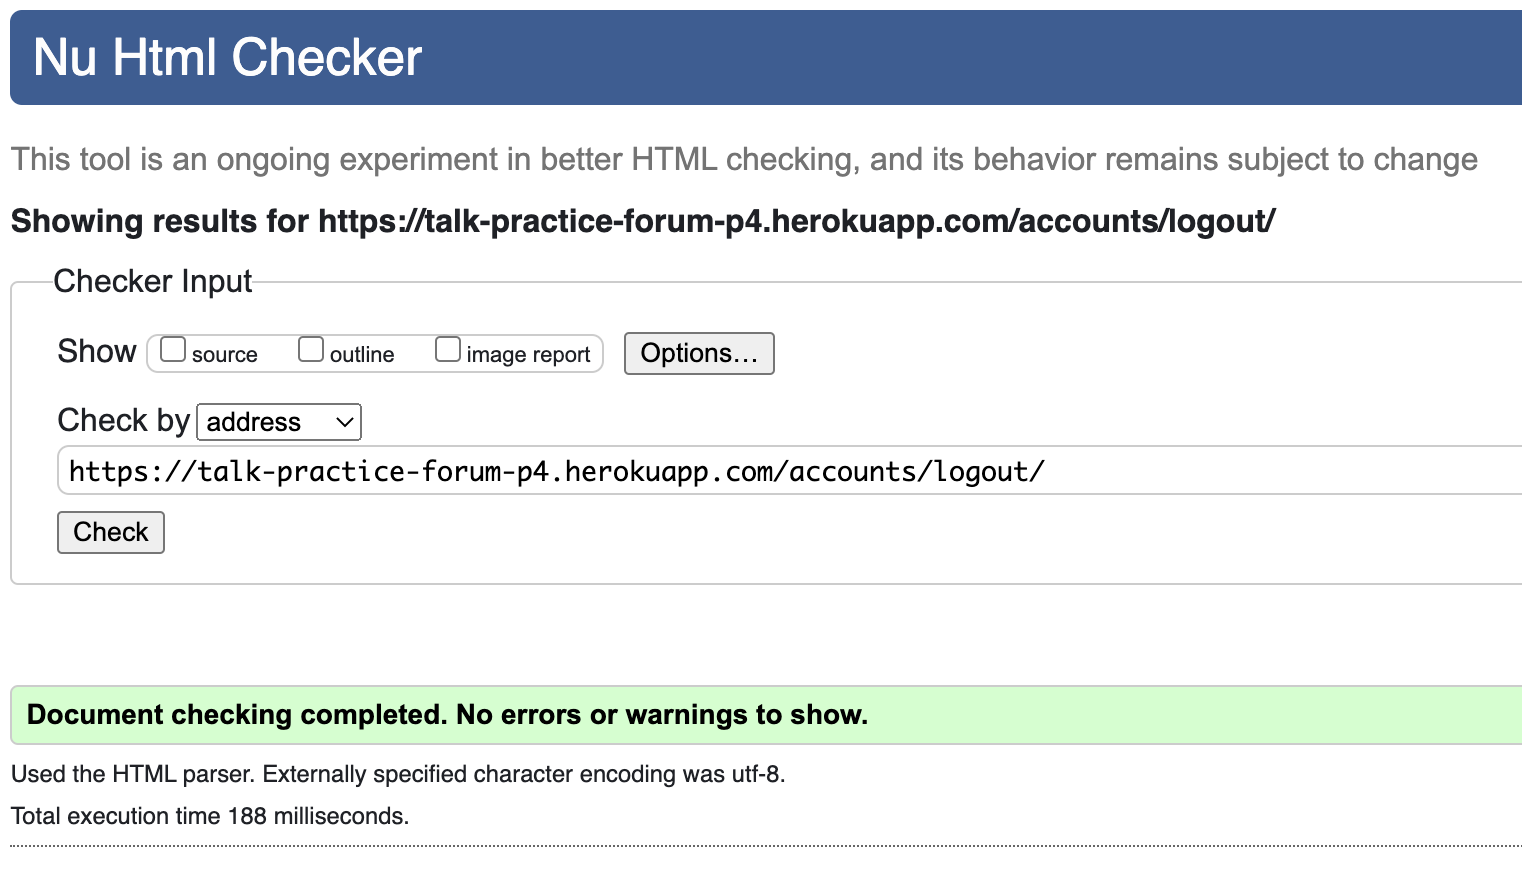 Nu Html Checker
This tool is an ongoing experiment in better HTML checking, and its behavior remains subject to change
Showing results for https://talk-practice-forum-p4.herokuapp.com/accounts/logout/
Checker Input
Show source outline image report Options...
Check by address
https://talk-practice-forum-p4.herokuapp.com/accounts/logout/
Check
Document checking completed. No errors or warnings to show.
Used the HTML parser. Externally specified character encoding was utf-8.
Total execution time 188 milliseconds.